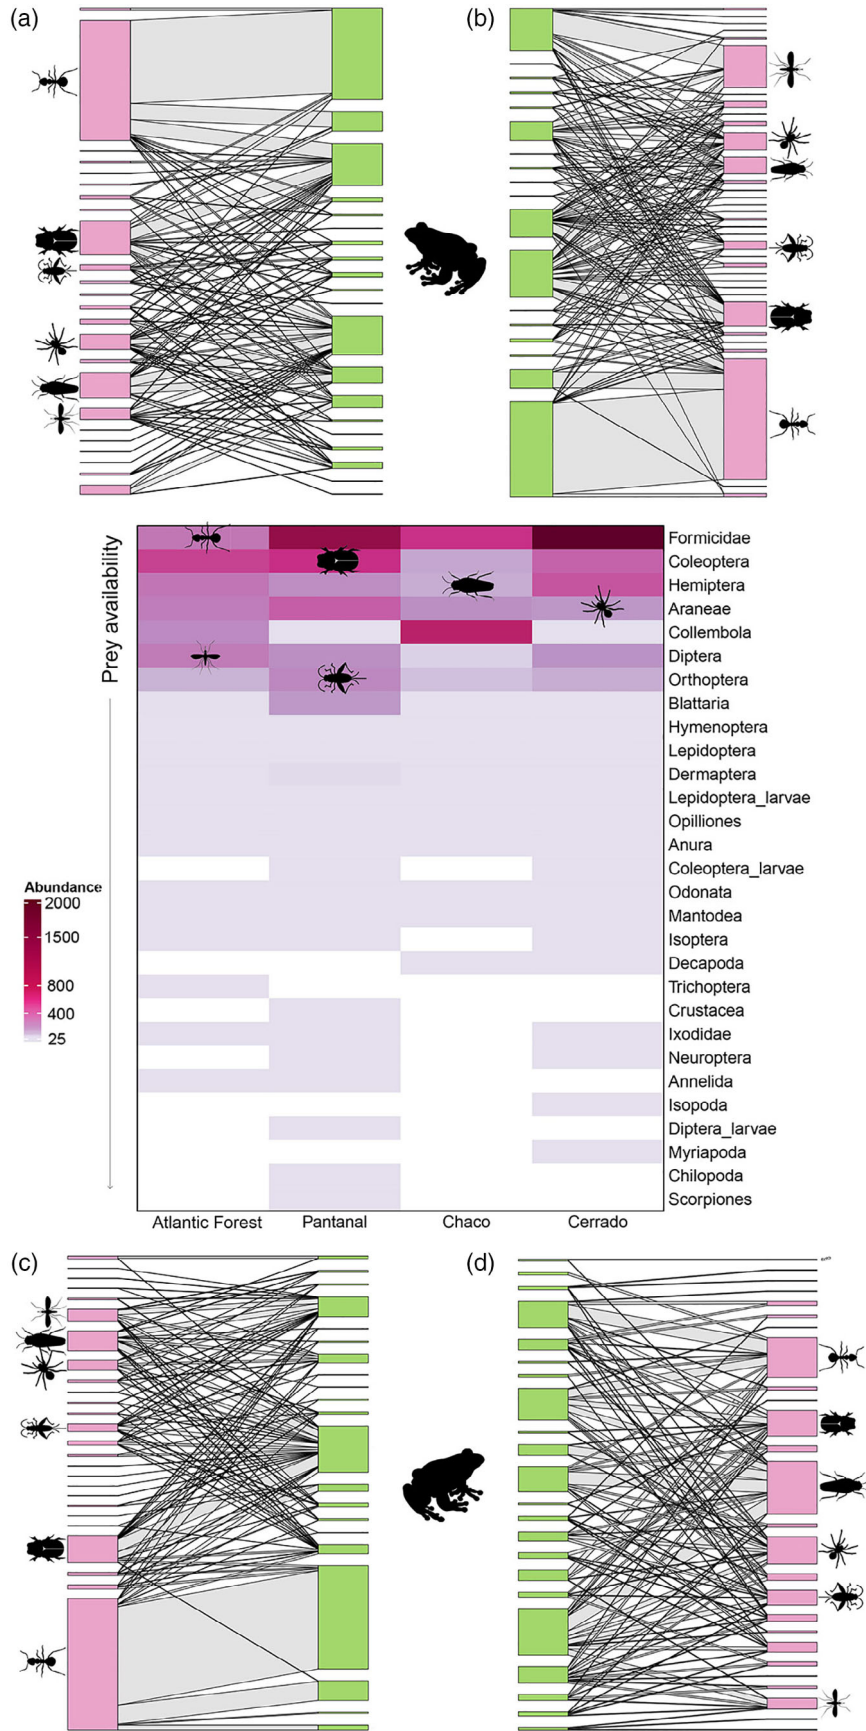 (a)
(b)
Prey availability
Formicidae
Coleoptera
Hemiptera
Araneae
Collembola
Diptera
Orthoptera
Blattaria
Hymenoptera
Lepidoptera
Dermaptera
Lepidoptera_larvae
Opilliones
Anura
Coleoptera_larvae
Odonata
Mantodea
Isoptera
Decapoda
Trichoptera
Crustacea
Ixodidae
Neuroptera
Annelida
Isopoda
Diptera_larvae
Myriapoda
Chilopoda
Scorpiones
Abundance
2000
1500
800
400
25
Atlantic Forest Pantanal Chaco Cerrado
(c)
(d)